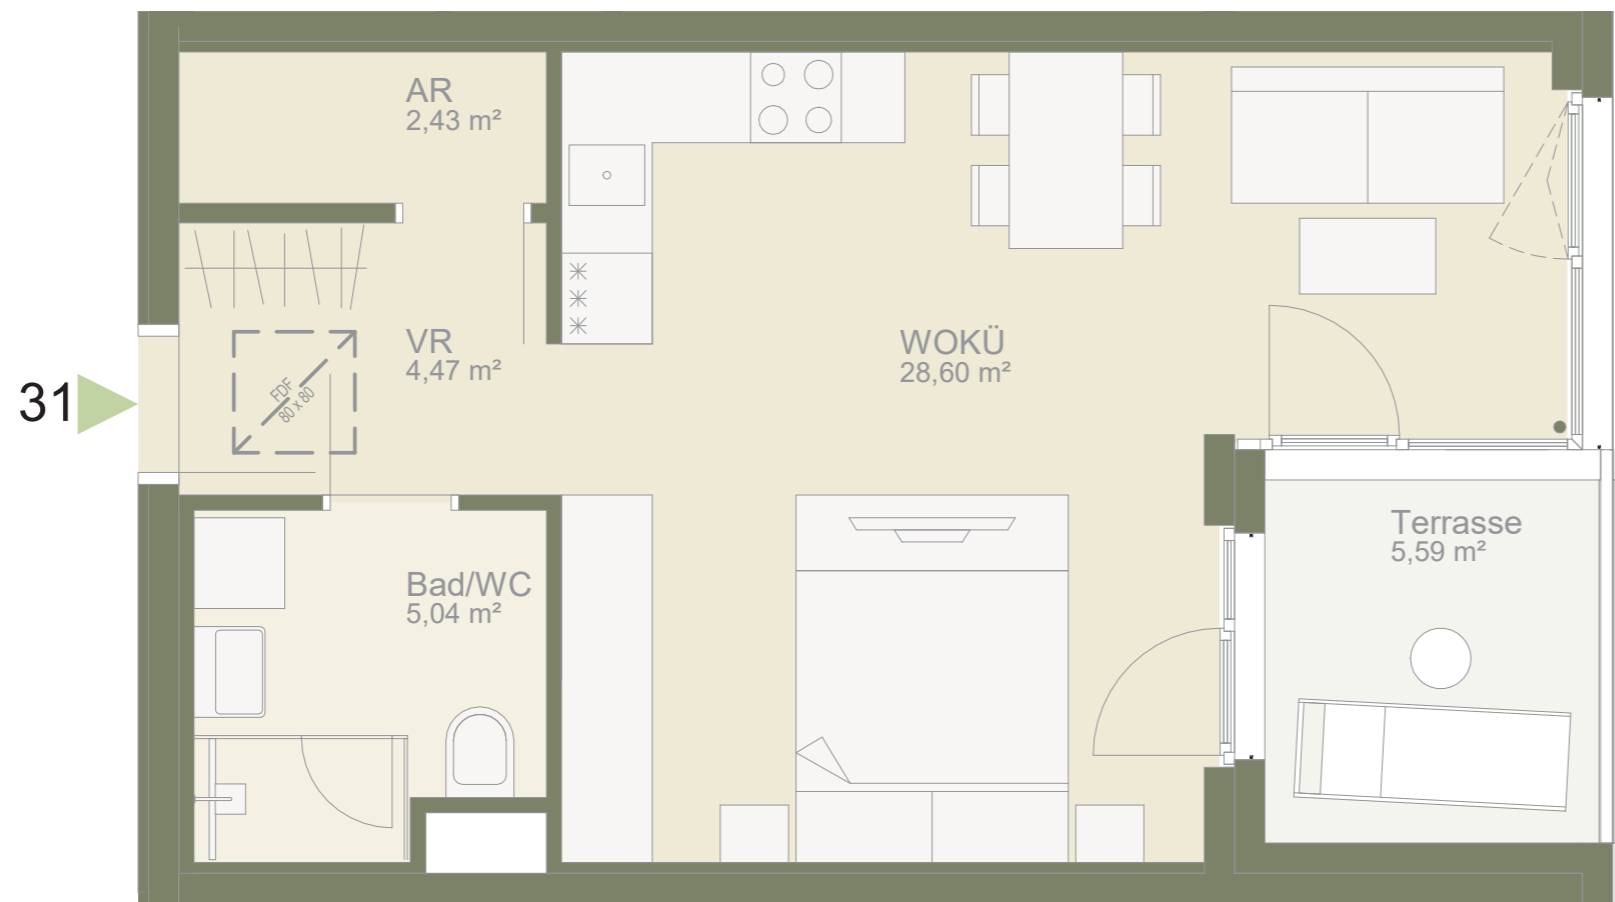 AR
2,43 m²
VR
4,47 m²
WOKÜ
28,60 m²
FDF
80 x 80
31
Terrasse
5,59 m²
Bad/WC
5,04 m²